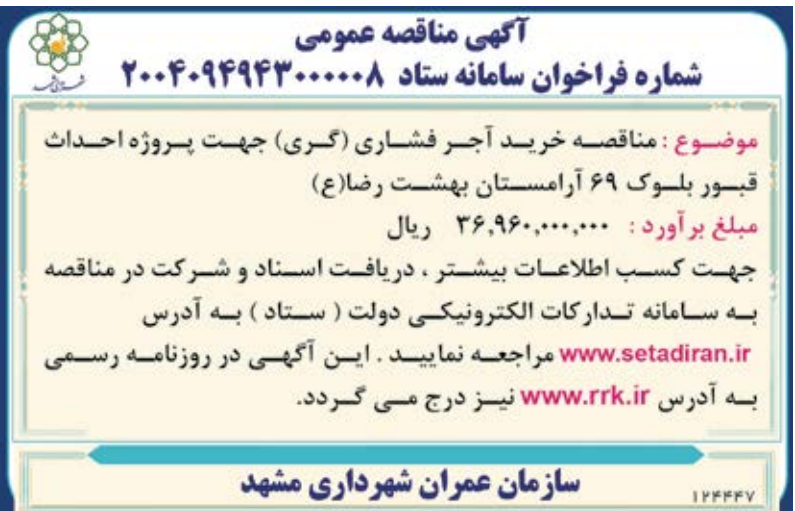 آگهی مناقصه عمومی
شماره فراخوان سامانه ستاد ۲۰۰۴۰۹۴۹۴۳۰۰۰۰۰۸
موضوع : مناقصه خرید آجر فشاری (گری) جهت پروژه احداث
قبور بلوک ۶۹ آرامستان بهشت رضا(ع)
مبلغ برآورد : ۳۶,۹۶۰,۰۰۰,۰۰۰ ریال
جهت کسب اطلاعات بیشتر ، دریافت اسناد و شرکت در مناقصه
به سامانه تدارکات الکترونیکی دولت ( ستاد ) به آدرس
www.setadiran.ir مراجعه نمایید . این آگهی در روزنامه رسمی
به آدرس www.rrk.ir نیز درج می گردد.
سازمان عمران شهرداری مشهد
۱۲۴۴۴۷